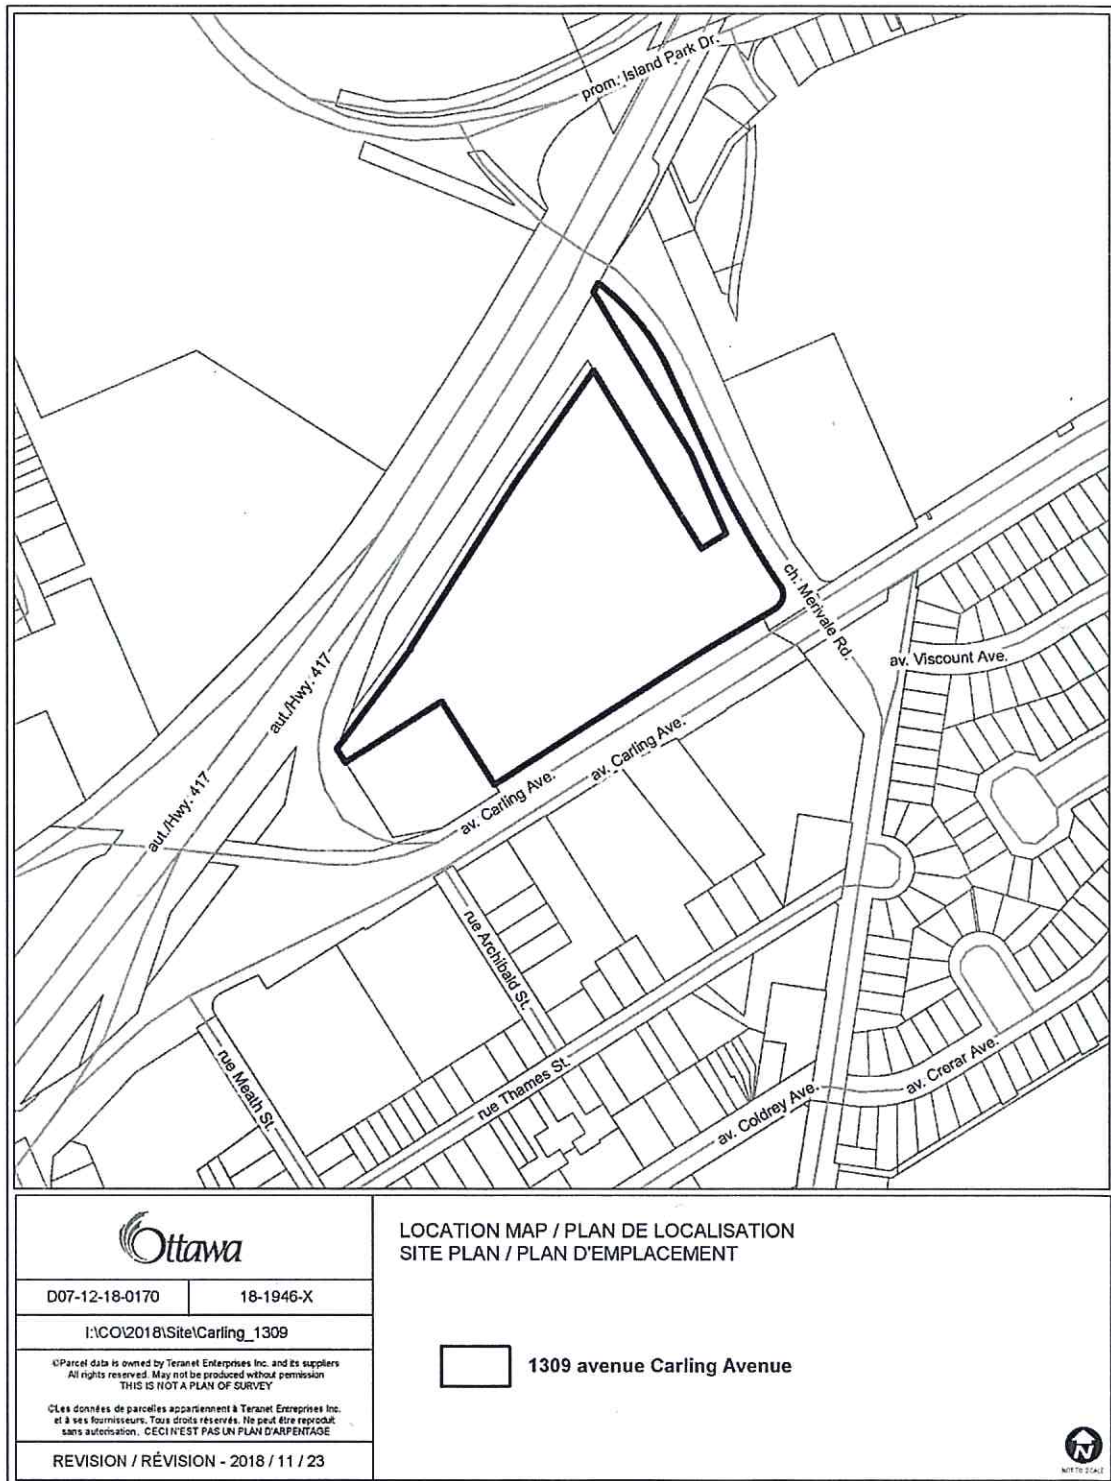 prom. Island Park Dr.
ch. Merivale Rd.
av. Viscount Ave.
aut./Hwy. 417
aut./Hwy. 417
av. Carling Ave.
av. Carling Ave.
rue Archibald St.
rue Meath St.
rue Thames St.
av. Coldrey Ave.
av. Crerar Ave.
Ottawa
D07-12-18-0170
18-1946-X
I:\CO\2018\Site\Carling_1309
©Parcel data is owned by Teranet Enterprises Inc. and its suppliers
All rights reserved. May not be produced without permission
THIS IS NOT A PLAN OF SURVEY
©Les données de parcelles appartiennent à Teranet Entreprises Inc.
et à ses fournisseurs. Tous droits réservés. Ne peut être reproduit
sans autorisation. CECI N'EST PAS UN PLAN D'ARPENTAGE
REVISION / RÉVISION - 2018 / 11 / 23
LOCATION MAP / PLAN DE LOCALISATION
SITE PLAN / PLAN D'EMPLACEMENT
1309 avenue Carling Avenue
N
NOT TO SCALE